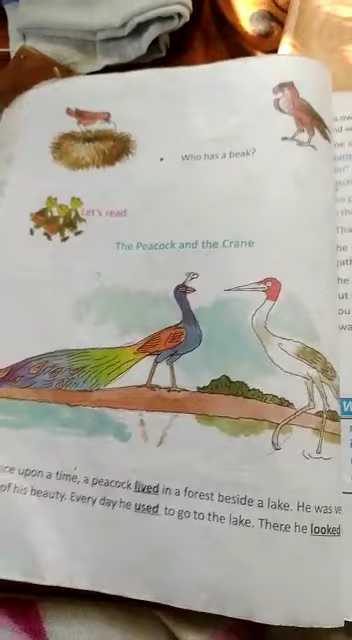 Who has a beak?
Let's read
The Peacock and the Crane
upon a time, a peacock lived in a forest beside a lake. He was
of his beauty. Every day he used to go to the lake. There he looked